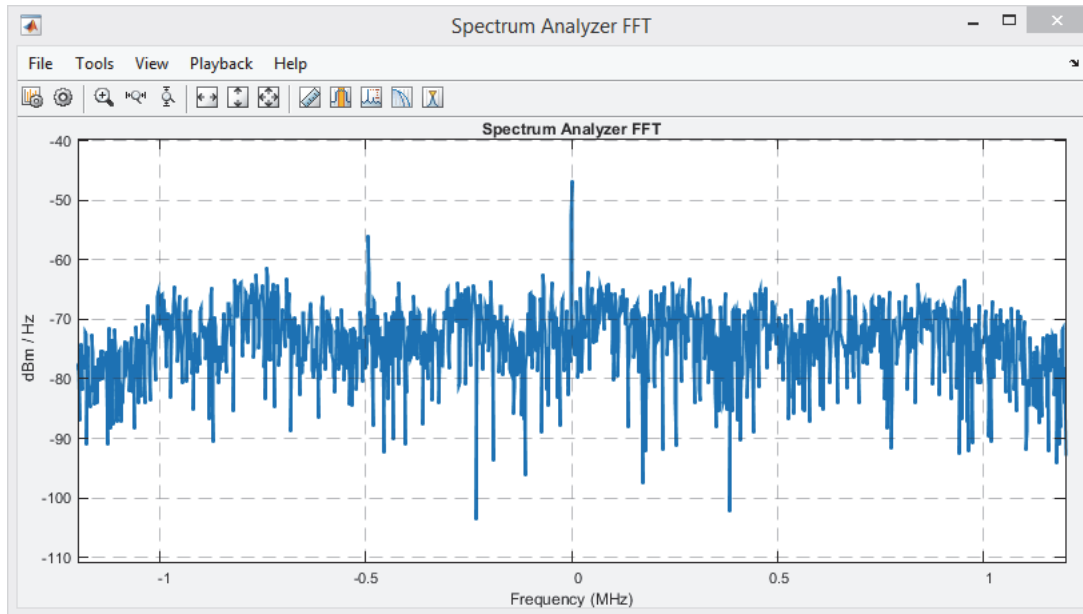 Spectrum Analyzer FFT
File Tools View Playback Help
Spectrum Analyzer FFT
-40
-50
-60
-70
-80
-90
-100
-110
dBm / Hz
-1 -0.5 0 0.5 1
Frequency (MHz)